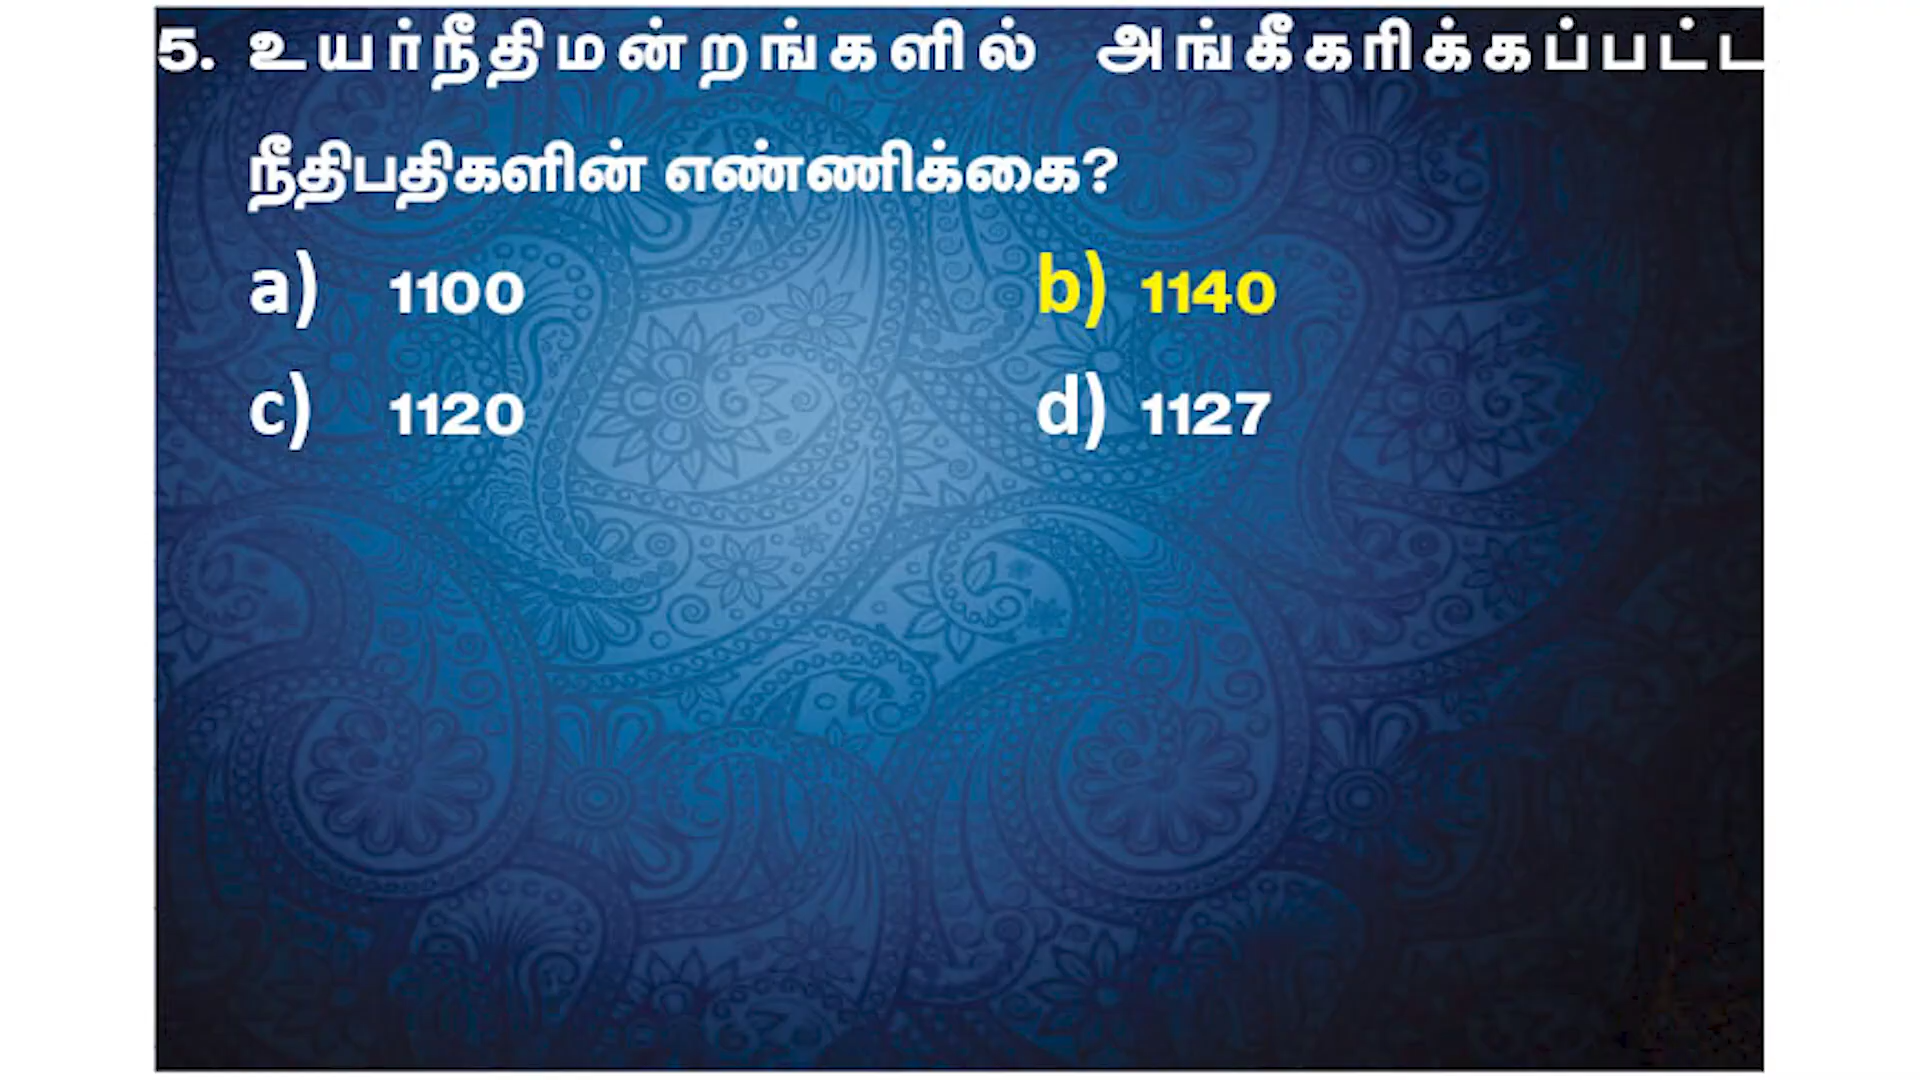 5. உயர்நீதிமன்றங்களில் அங்கீகரிக்கப்பட்ட
நீதிபதிகளின் எண்ணிக்கை?
a) 1100 b) 1140
c) 1120 d) 1127